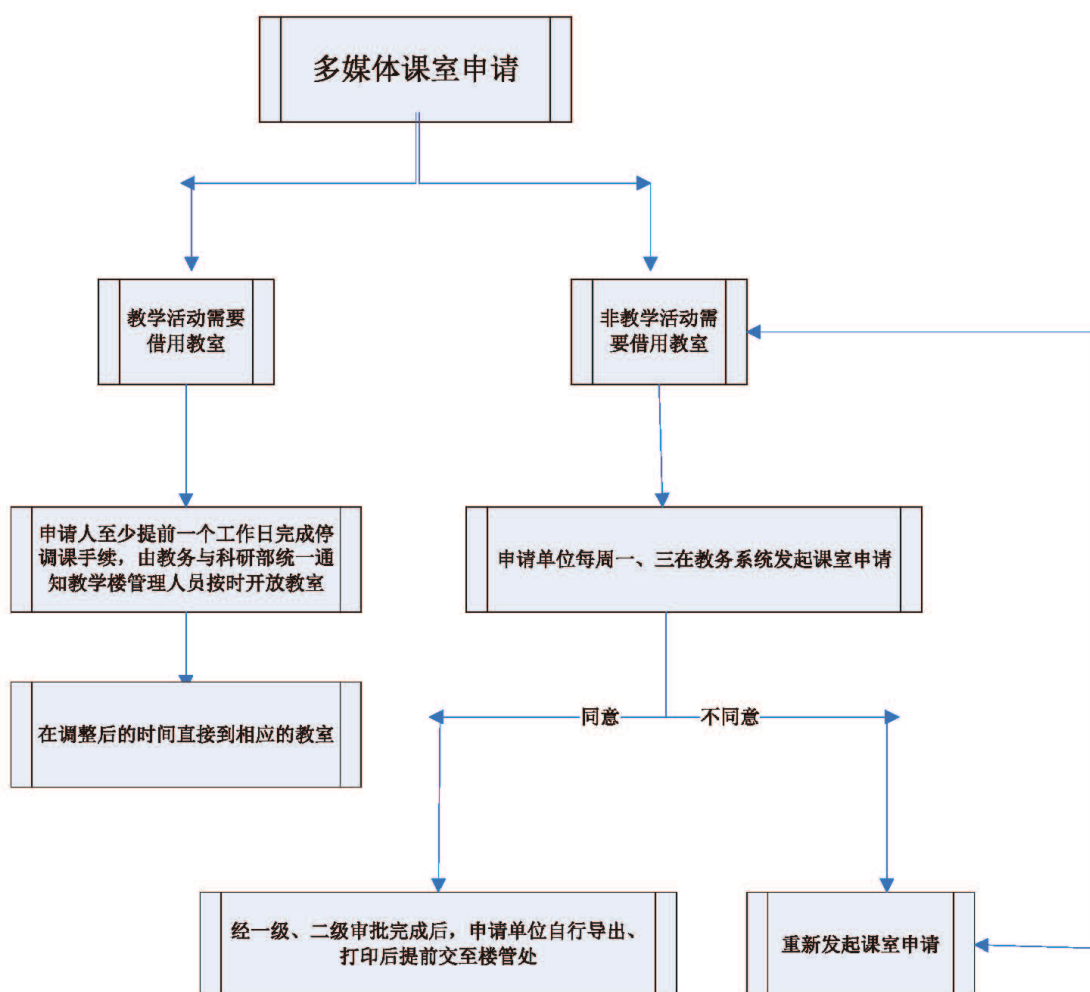 多媒体课室申请
教学活动需要
借用教室
非教学活动需
要借用教室
申请人至少提前一个工作日完成停
调课手续，由教务与科研部统一通
知教学楼管理人员按时开放教室
申请单位每周一、三在教务系统发起课室申请
在调整后的时间直接到相应的教室
同意
不同意
经一级、二级审批完成后，申请单位自行导出、
打印后提前交至楼管处
重新发起课室申请